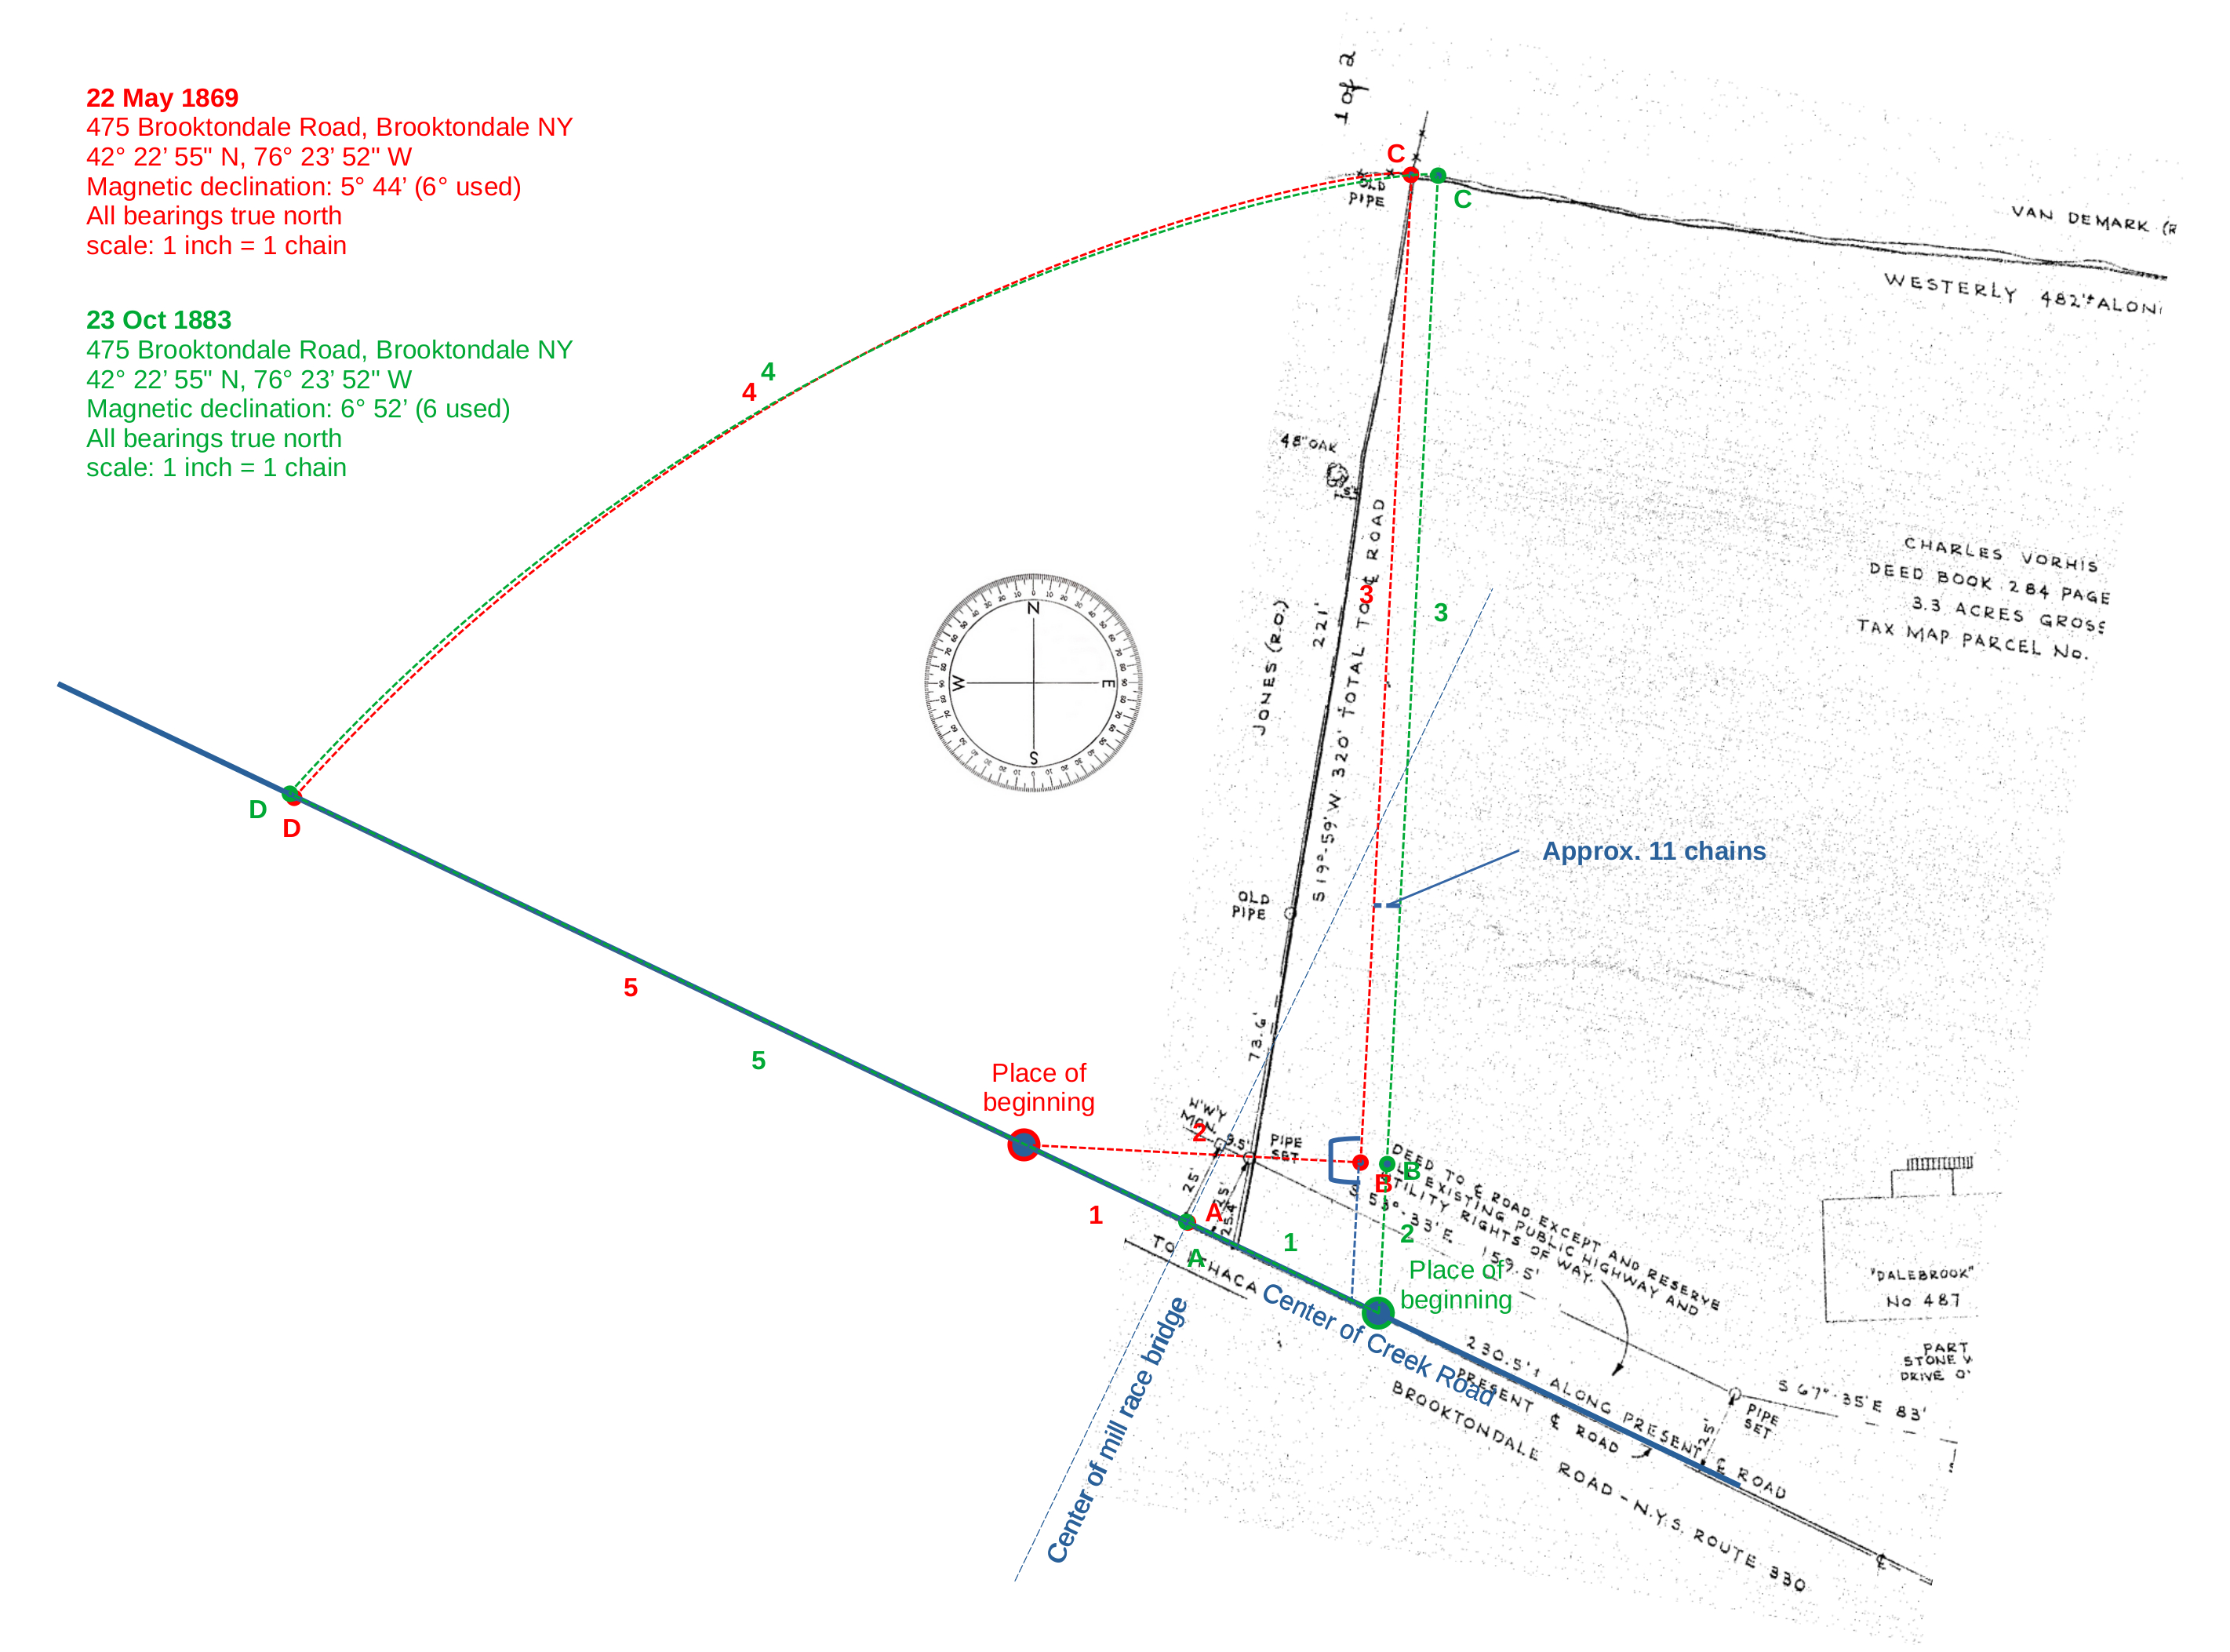 22 May 1869
475 Brooktondale Road, Brooktondale NY
42° 22’ 55" N, 76° 23’ 52" W
Magnetic declination: 5° 44’ (6° used)
All bearings true north
scale: 1 inch = 1 chain
23 Oct 1883
475 Brooktondale Road, Brooktondale NY
42° 22’ 55" N, 76° 23’ 52" W
Magnetic declination: 6° 52’ (6 used)
All bearings true north
scale: 1 inch = 1 chain
1 of 2
C
C
OLD
PIPE
VAN DEMARK (R
WESTERLY 482'± ALON
4
4
48" OAK
CHARLES VORHIS
DEED BOOK 284 PAGE
3.3 ACRES GROSS
TAX MAP PARCEL No.
N
W
E
S
3
3
JONES (R.O.)
221'
S 19°-59' W 320' TOTAL TO ℄ ROAD
D
D
Approx. 11 chains
OLD
PIPE
5
5
73.6'
Place of
beginning
H'W'Y
MON.
2
9.5'
PIPE
SET
B
B
DEED TO ℄ ROAD EXCEPT AND RESERVE
EXISTING PUBLIC HIGHWAY AND
UTILITY RIGHTS OF WAY.
33' E 159.5'
25'
25'
25.4'
1
A
A
1
2
TO ITHACA
Center of Creek Road
Place of
beginning
"DALEBROOK"
No 487
PART
STONE W
DRIVE O'
230.5'± ALONG PRESENT ℄ ROAD
PRESENT ℄ ROAD
BROOKTONDALE ROAD - N.Y.S. ROUTE 330
S 67°-35' E 83'
PIPE
SET
25'
℄
Center of mill race bridge